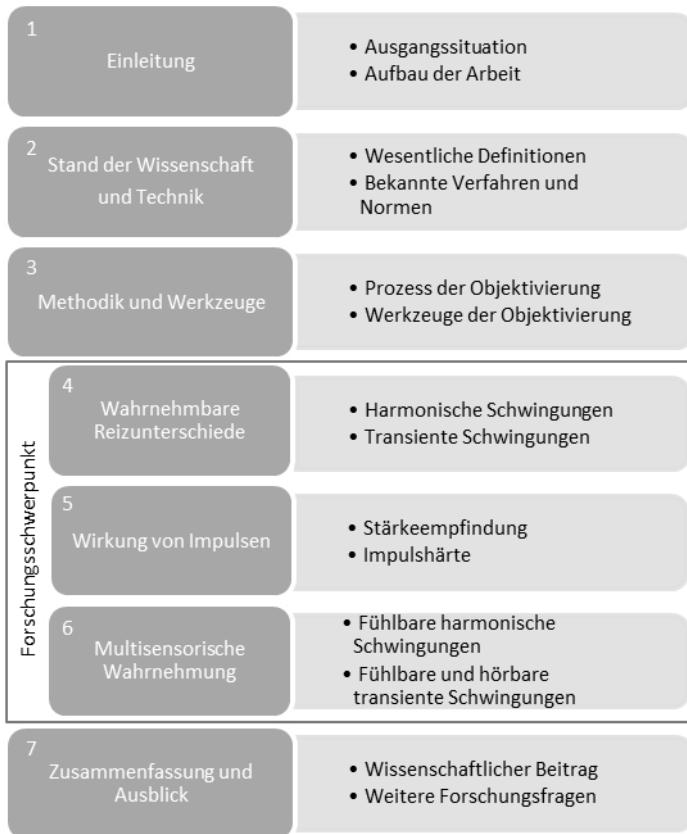 1
Einleitung
• Ausgangssituation
• Aufbau der Arbeit
2
Stand der Wissenschaft
und Technik
• Wesentliche Definitionen
• Bekannte Verfahren und
Normen
3
Methodik und Werkzeuge
• Prozess der Objektivierung
• Werkzeuge der Objektivierung
Forschungsschwerpunkt
4
Wahrnehmbare
Reizunterschiede
• Harmonische Schwingungen
• Transiente Schwingungen
5
Wirkung von Impulsen
• Stärkeempfindung
• Impulshärte
6
Multisensorische
Wahrnehmung
• Fühlbare harmonische
Schwingungen
• Fühlbare und hörbare
transiente Schwingungen
7
Zusammenfassung und
Ausblick
• Wissenschaftlicher Beitrag
• Weitere Forschungsfragen